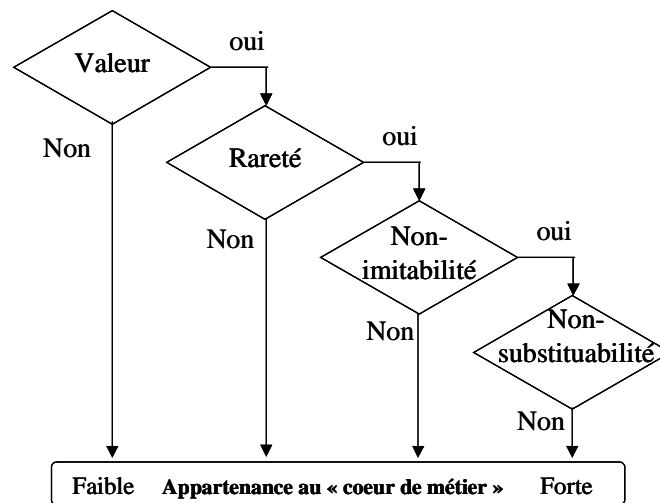 oui
Valeur
Non
oui
Rareté
Non
oui
Non-
imitabilité
Non
Non-
substituabilité
Non
Faible Appartenance au « coeur de métier » Forte